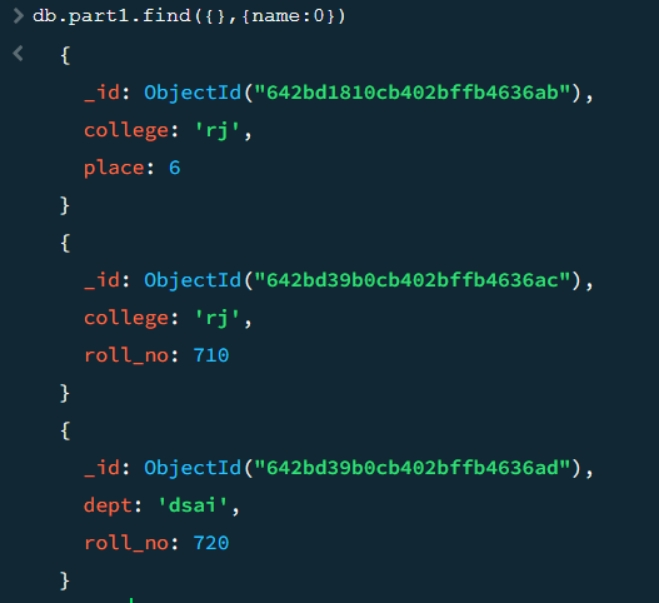 > db.part1.find({},{name:0})
< {
_id: ObjectId("642bd1810cb402bffb4636ab"),
college: 'rj',
place: 6
}
{
_id: ObjectId("642bd39b0cb402bffb4636ac"),
college: 'rj',
roll_no: 710
}
{
_id: ObjectId("642bd39b0cb402bffb4636ad"),
dept: 'dsai',
roll_no: 720
}